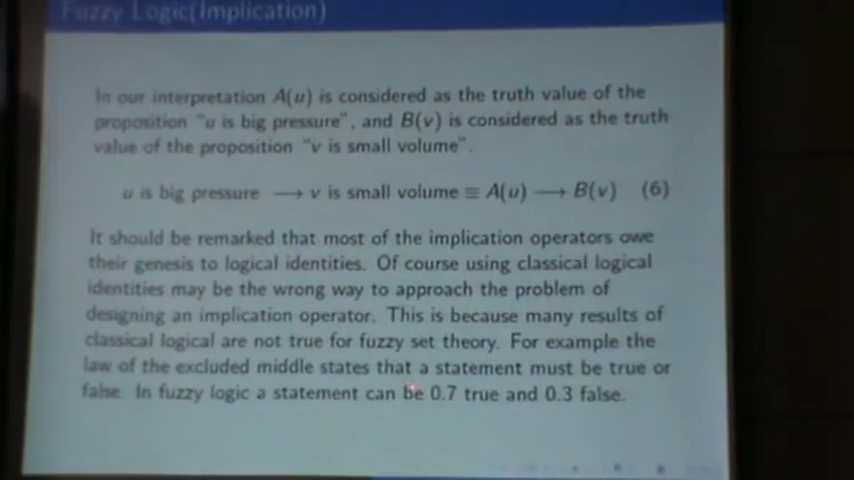 Fuzzy Logic(Implication)
In our interpretation A(u) is considered as the truth value of the
proposition "u is big pressure", and B(v) is considered as the truth
value of the proposition "v is small volume".
u is big pressure ⟶ v is small volume ≡ A(u) ⟶ B(v) (6)
It should be remarked that most of the implication operators owe
their genesis to logical identities. Of course using classical logical
identities may be the wrong way to approach the problem of
designing an implication operator. This is because many results of
classical logical are not true for fuzzy set theory. For example the
law of the excluded middle states that a statement must be true or
false. In fuzzy logic a statement can be 0.7 true and 0.3 false.